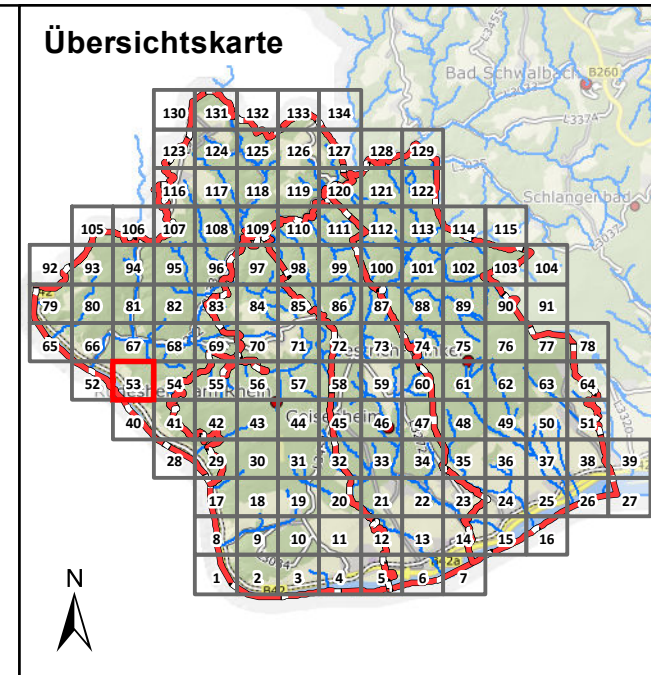 Übersichtskarte
L3455
Bad Schwalbach
B260
L3374
130 131 132 133 134
123 124 125 126 127 128 129
L3035
116 117 118 119 120 121 122
Schlangenbad
105 106 107 108 109 110 111 112 113 114 115
L3037
92 93 94 95 96 97 98 99 100 101 102 103 104
79 80 81 82 83 84 85 86 87 88 89 90 91
65 66 67 68 69 70 71 72 73 74 75 76 77 78
52 53 54 55 56 57 58 59 60 61 62 63 64
L3320
40 41 42 43 44 45 46 47 48 49 50 51
Geisenheim
28 29 30 31 32 33 34 35 36 37 38 39
17 18 19 20 21 22 23 24 25 26 27
8 9 10 11 12 13 14 15 16
L3034
B42a
1 2 3 4 5 6 7
B42
N